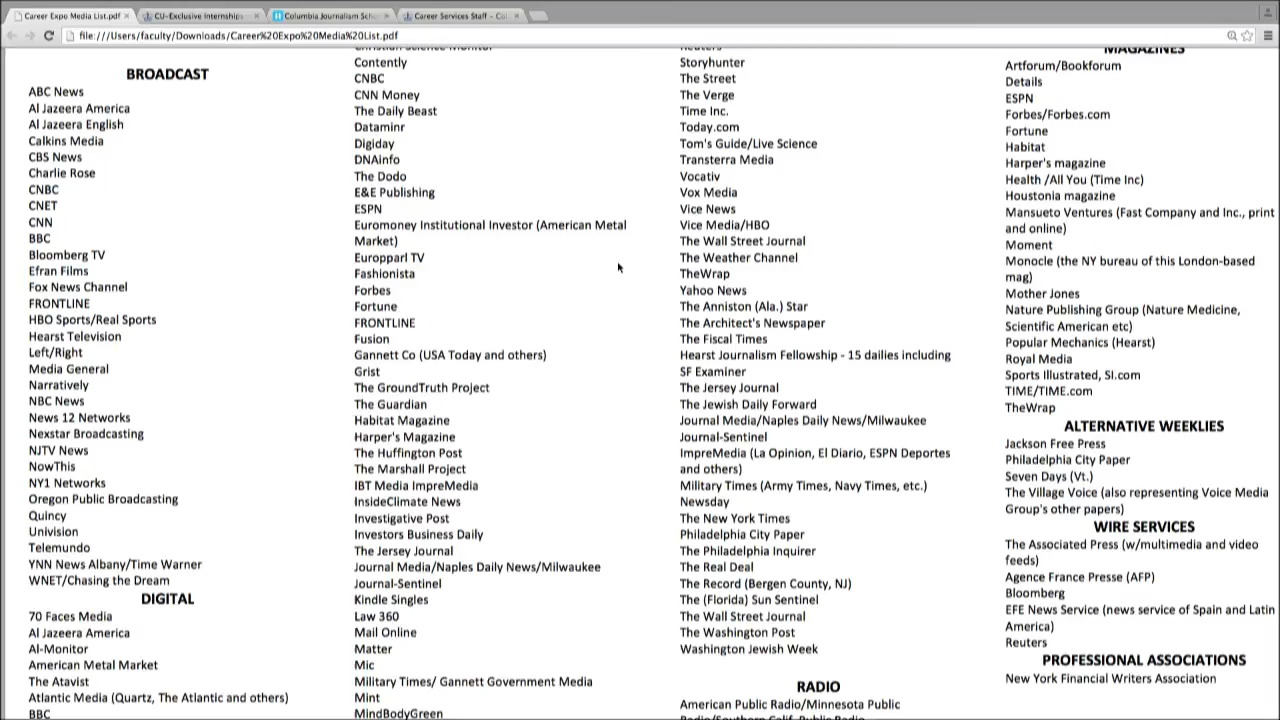 Career Expo Media List.pdf
CU-Exclusive Internships
Columbia Journalism Sch
Career Services Staff - Col
file:///Users/faculty/Downloads/Career%20Expo%20Media%20List.pdf
BROADCAST
ABC News
Al Jazeera America
Al Jazeera English
Calkins Media
CBS News
Charlie Rose
CNBC
CNET
CNN
BBC
Bloomberg TV
Efran Films
Fox News Channel
FRONTLINE
HBO Sports/Real Sports
Hearst Television
Left/Right
Media General
Narratively
NBC News
News 12 Networks
Nexstar Broadcasting
NJTV News
NowThis
NY1 Networks
Oregon Public Broadcasting
Quincy
Univision
Telemundo
YNN News Albany/Time Warner
WNET/Chasing the Dream
DIGITAL
70 Faces Media
Al Jazeera America
Al-Monitor
American Metal Market
The Atavist
Atlantic Media (Quartz, The Atlantic and others)
BBC
Christian Science Monitor
Contently
CNBC
CNN Money
The Daily Beast
Dataminr
Digiday
DNAinfo
The Dodo
E&E Publishing
ESPN
Euromoney Institutional Investor (American Metal
Market)
Europparl TV
Fashionista
Forbes
Fortune
FRONTLINE
Fusion
Gannett Co (USA Today and others)
Grist
The GroundTruth Project
The Guardian
Habitat Magazine
Harper's Magazine
The Huffington Post
The Marshall Project
IBT Media ImpreMedia
InsideClimate News
Investigative Post
Investors Business Daily
The Jersey Journal
Journal Media/Naples Daily News/Milwaukee
Journal-Sentinel
Kindle Singles
Law 360
Mail Online
Matter
Mic
Military Times/ Gannett Government Media
Mint
MindBodyGreen
Reuters
Storyhunter
The Street
The Verge
Time Inc.
Today.com
Tom's Guide/Live Science
Transterra Media
Vocativ
Vox Media
Vice News
Vice Media/HBO
The Wall Street Journal
The Weather Channel
TheWrap
Yahoo News
The Anniston (Ala.) Star
The Architect's Newspaper
The Fiscal Times
Hearst Journalism Fellowship - 15 dailies including
SF Examiner
The Jersey Journal
The Jewish Daily Forward
Journal Media/Naples Daily News/Milwaukee
Journal-Sentinel
ImpreMedia (La Opinion, El Diario, ESPN Deportes
and others)
Military Times (Army Times, Navy Times, etc.)
Newsday
The New York Times
Philadelphia City Paper
The Philadelphia Inquirer
The Real Deal
The Record (Bergen County, NJ)
The (Florida) Sun Sentinel
The Wall Street Journal
The Washington Post
Washington Jewish Week
RADIO
American Public Radio/Minnesota Public
Radio/Southern Calif. Public Radio
MAGAZINES
Artforum/Bookforum
Details
ESPN
Forbes/Forbes.com
Fortune
Habitat
Harper's magazine
Health /All You (Time Inc)
Houstonia magazine
Mansueto Ventures (Fast Company and Inc., print
and online)
Moment
Monocle (the NY bureau of this London-based
mag)
Mother Jones
Nature Publishing Group (Nature Medicine,
Scientific American etc)
Popular Mechanics (Hearst)
Royal Media
Sports Illustrated, SI.com
TIME/TIME.com
TheWrap
ALTERNATIVE WEEKLIES
Jackson Free Press
Philadelphia City Paper
Seven Days (Vt.)
The Village Voice (also representing Voice Media
Group's other papers)
WIRE SERVICES
The Associated Press (w/multimedia and video
feeds)
Agence France Presse (AFP)
Bloomberg
EFE News Service (news service of Spain and Latin
America)
Reuters
PROFESSIONAL ASSOCIATIONS
New York Financial Writers Association